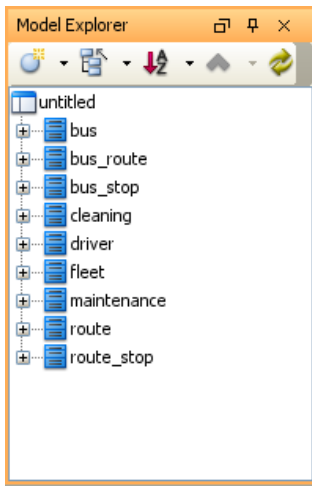 Model Explorer
untitled
bus
bus_route
bus_stop
cleaning
driver
fleet
maintenance
route
route_stop